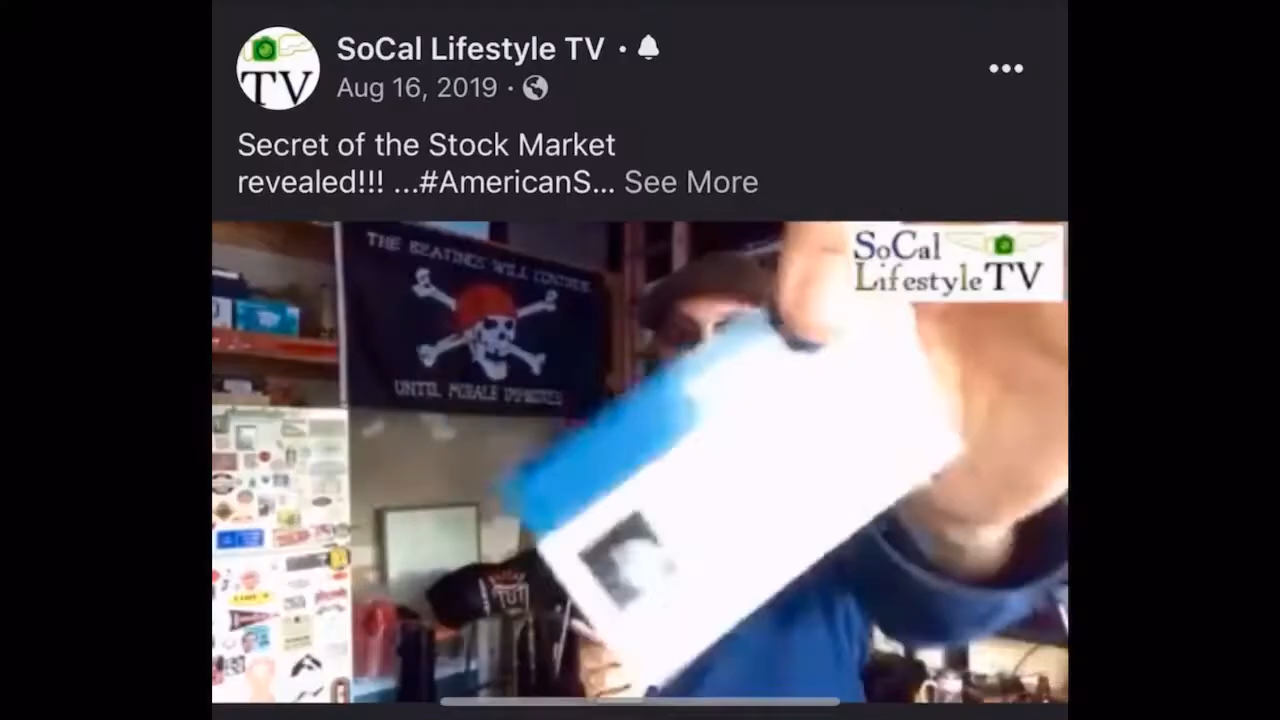 TV
SoCal Lifestyle TV ·
Aug 16, 2019 ·
Secret of the Stock Market
revealed!!! ...#AmericanS... See More
SoCal
Lifestyle TV
THE BEATINGS WILL CONTINUE
UNTIL MORALE IMPROVES